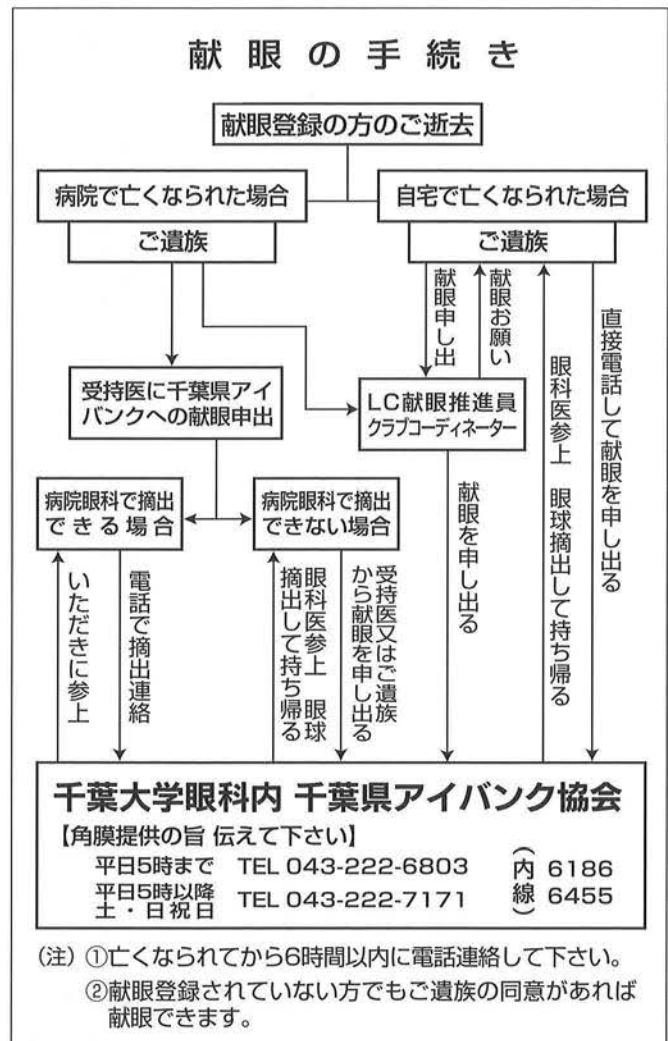 献眼の手続き
献眼登録の方のご逝去
病院で亡くなられた場合
ご遺族
自宅で亡くなられた場合
ご遺族
献眼申し出
献眼お願い
眼科医参上 眼球摘出して持ち帰る
直接電話して献眼を申し出る
受持医に千葉県アイ
バンクへの献眼申出
LC献眼推進員
クラブコーディネーター
病院眼科で摘出
できる場合
病院眼科で摘出
できない場合
いただきに参上
電話で摘出連絡
眼科医参上 眼球
摘出して持ち帰る
受持医又はご遺族
から献眼を申し出る
献眼を申し出る
千葉大学眼科内 千葉県アイバンク協会
【角膜提供の旨 伝えて下さい】
平日5時まで TEL 043-222-6803
平日5時以降
土・日祝日 TEL 043-222-7171
(内線) 6186
6455
(注) ①亡くなられてから6時間以内に電話連絡して下さい。
②献眼登録されていない方でもご遺族の同意があれば
献眼できます。